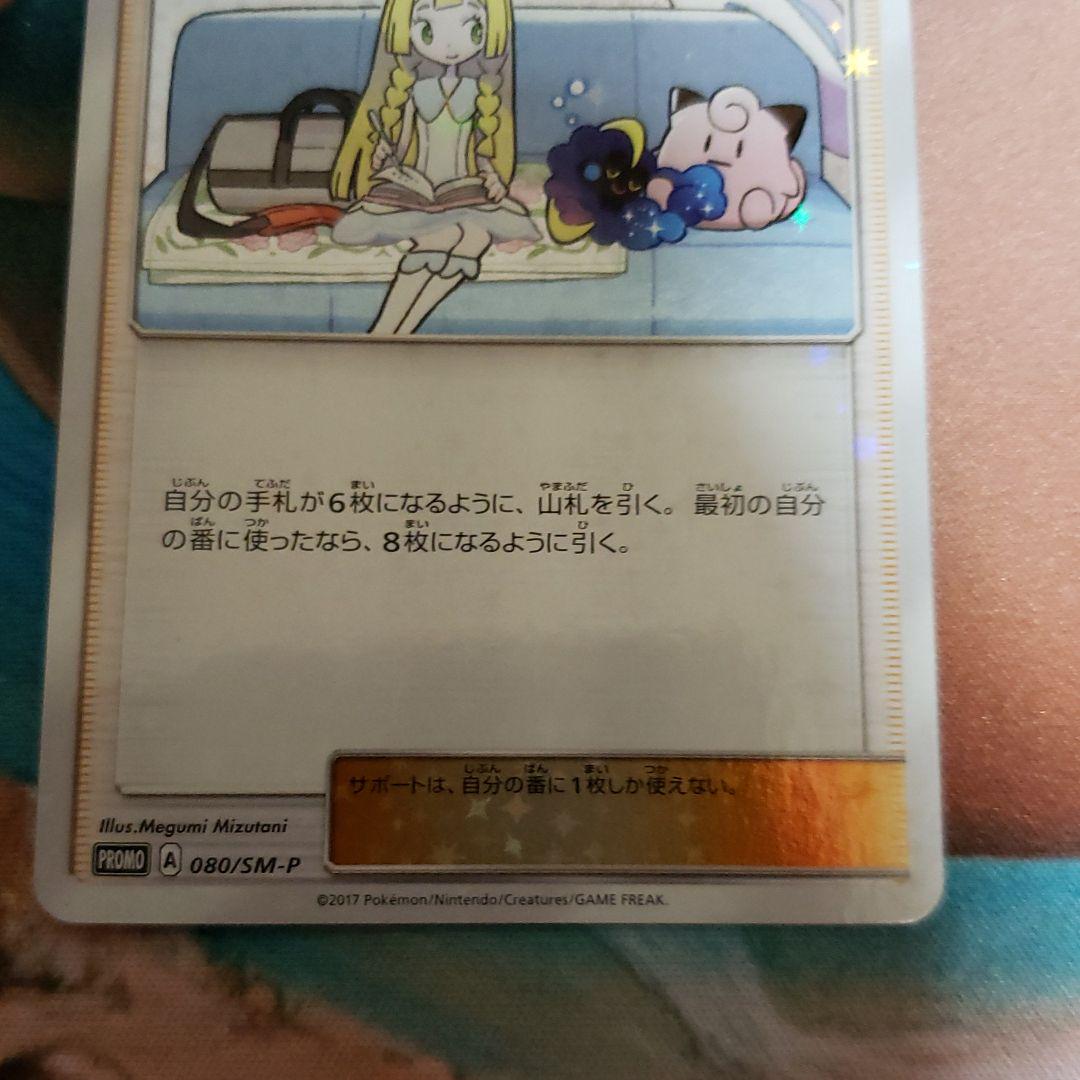 自分の手札が6枚になるように、山札を引く。最初の自分
の番に使ったなら、8枚になるように引く。
サポートは、自分の番に1枚しか使えない。
Illus.Megumi Mizutani
PROMO A 080/SM-P
©2017 Pokémon/Nintendo/Creatures/GAME FREAK.